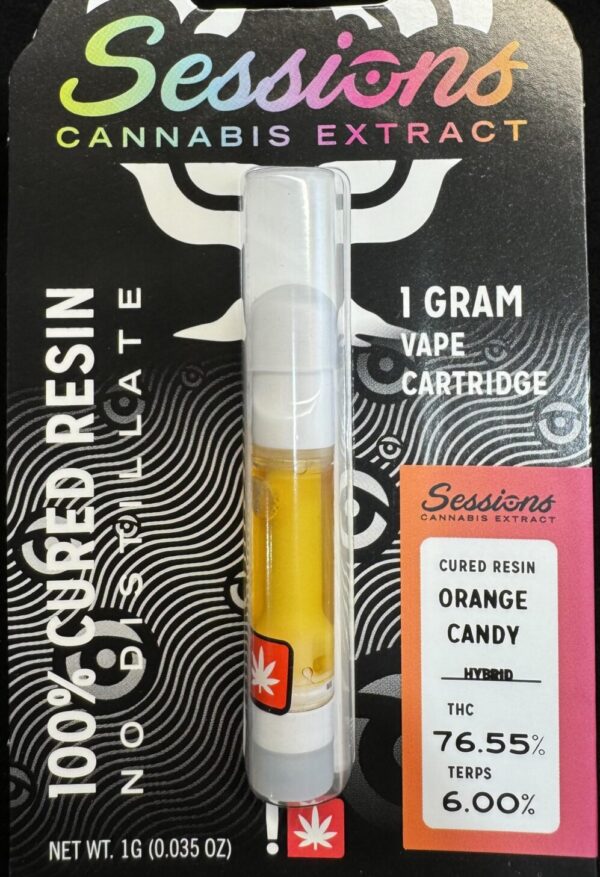 Sessions
CANNABIS EXTRACT
100% CURED RESIN
NO DISTILLATE
1 GRAM
VAPE
CARTRIDGE
Sessions
CANNABIS EXTRACT
CURED RESIN
ORANGE
CANDY
HYBRID
THC
76.55%
TERPS
6.00%
!
NET WT. 1G (0.035 OZ)